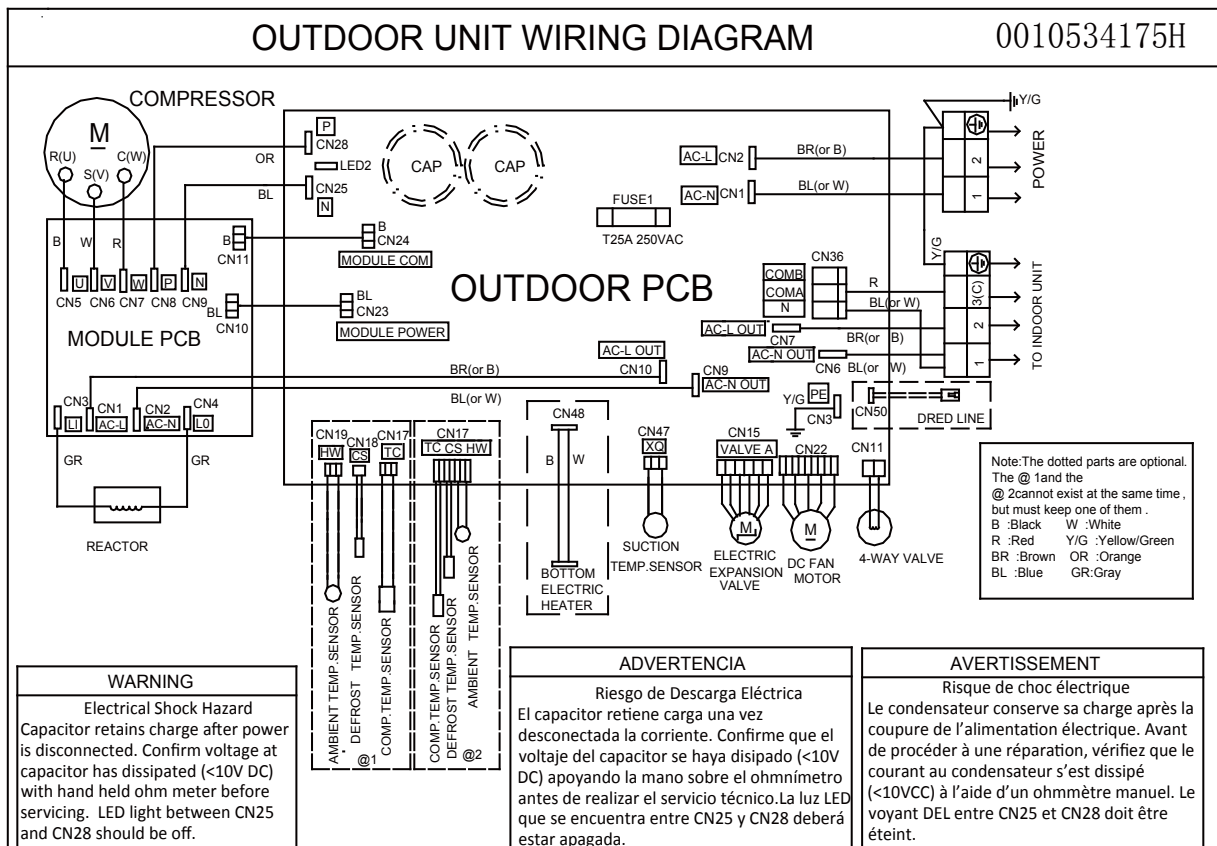 OUTDOOR UNIT WIRING DIAGRAM
0010534175H
COMPRESSOR
M
R(U)
C(W)
S(V)
OR
BL
P
CN28
LED2
CN25
N
CAP
CAP
AC-L
CN2
AC-N
CN1
BR(or B)
BL(or W)
FUSE1
T25A 250VAC
Y/G
2
1
POWER
Y/G
B
W
R
U
V
W
P
N
CN5
CN6
CN7
CN8
CN9
B
CN11
B
CN24
MODULE COM
BL
CN10
BL
CN23
MODULE POWER
MODULE PCB
OUTDOOR PCB
CN36
COMB
COMA
N
R
BL(or W)
AC-L OUT
CN7
BR(or B)
AC-N OUT
CN6
BL(or W)
3(C)
2
1
TO INDOOR UNIT
AC-L OUT
CN10
BR(or B)
CN9
AC-N OUT
BL(or W)
CN3
LI
CN1
AC-L
CN2
AC-N
CN4
L0
GR
GR
REACTOR
Y/G
PE
CN3
CN50
DRED LINE
CN19
HW
CN18
CS
CN17
TC
CN17
TC CS HW
CN48
B
W
CN47
XQ
CN15
VALVE A
CN22
CN11
AMBIENT TEMP.SENSOR
DEFROST TEMP.SENSOR
COMP.TEMP.SENSOR
@1
COMP.TEMP.SENSOR
DEFROST TEMP.SENSOR
AMBIENT TEMP.SENSOR
@2
BOTTOM
ELECTRIC
HEATER
SUCTION
TEMP.SENSOR
M
ELECTRIC
EXPANSION
VALVE
M
DC FAN
MOTOR
4-WAY VALVE
Note:The dotted parts are optional.
The @ 1and the
@ 2cannot exist at the same time ,
but must keep one of them .
B :Black W :White
R :Red Y/G :Yellow/Green
BR :Brown OR :Orange
BL :Blue GR:Gray
WARNING
Electrical Shock Hazard
Capacitor retains charge after power
is disconnected. Confirm voltage at
capacitor has dissipated (<10V DC)
with hand held ohm meter before
servicing. LED light between CN25
and CN28 should be off.
ADVERTENCIA
Riesgo de Descarga Eléctrica
El capacitor retiene carga una vez
desconectada la corriente. Confirme que el
voltaje del capacitor se haya disipado (<10V
DC) apoyando la mano sobre el ohmnímetro
antes de realizar el servicio técnico.La luz LED
que se encuentra entre CN25 y CN28 deberá
estar apagada.
AVERTISSEMENT
Risque de choc électrique
Le condensateur conserve sa charge après la
coupure de l'alimentation électrique. Avant
de procéder à une réparation, vérifiez que le
courant au condensateur s'est dissipé
(<10VCC) à l'aide d'un ohmmètre manuel. Le
voyant DEL entre CN25 et CN28 doit être
éteint.